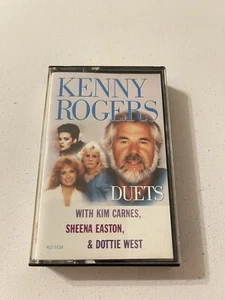 KENNY
ROGERS
DUETS
WITH KIM CARNES,
SHEENA EASTON,
& DOTTIE WEST